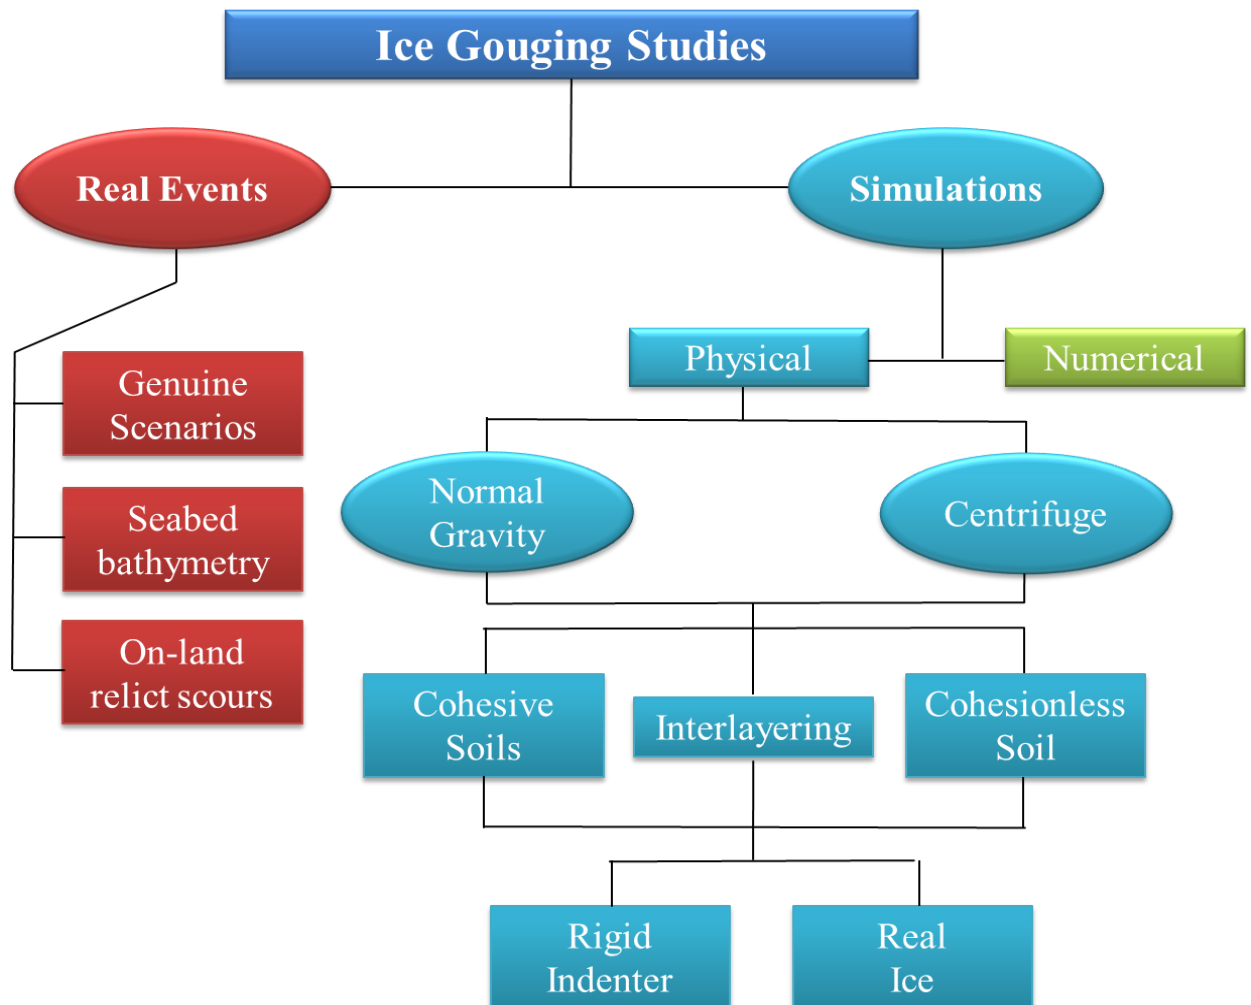 Ice Gouging Studies
Real Events
Simulations
Physical
Numerical
Genuine
Scenarios
Normal
Gravity
Centrifuge
Seabed
bathymetry
On-land
relict scours
Cohesive
Soils
Interlayering
Cohesionless
Soil
Rigid
Indenter
Real
Ice